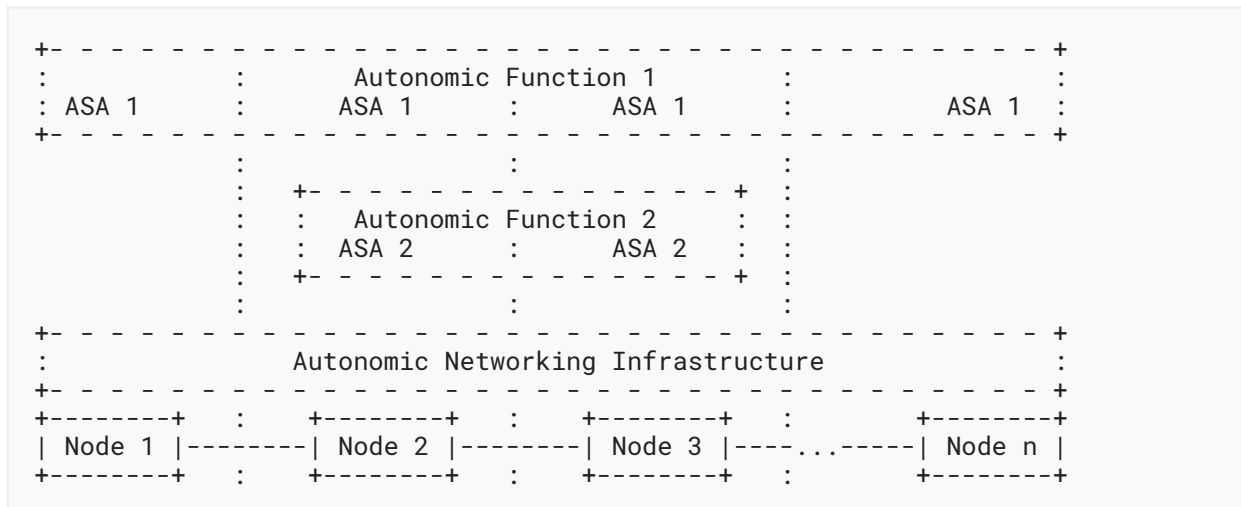 +- - - - - - - - - - - - - - - - - - - - - - - - - - - - - - - - - +
:            :       Autonomic Function 1        :                 :
: ASA 1      :      ASA 1      :      ASA 1      :          ASA 1  :
+- - - - - - - - - - - - - - - - - - - - - - - - - - - - - - - - - +
             :                 :                 :
             :   +- - - - - - - - - - - - - - +  :
             :   :   Autonomic Function 2     :  :
             :   :  ASA 2      :      ASA 2   :  :
             :   +- - - - - - - - - - - - - - +  :
             :                 :                 :
+- - - - - - - - - - - - - - - - - - - - - - - - - - - - - - - - - +
:                Autonomic Networking Infrastructure               :
+- - - - - - - - - - - - - - - - - - - - - - - - - - - - - - - - - +
+--------+   :    +--------+   :    +--------+   :        +--------+
| Node 1 |--------| Node 2 |--------| Node 3 |----...-----| Node n |
+--------+   :    +--------+   :    +--------+   :        +--------+